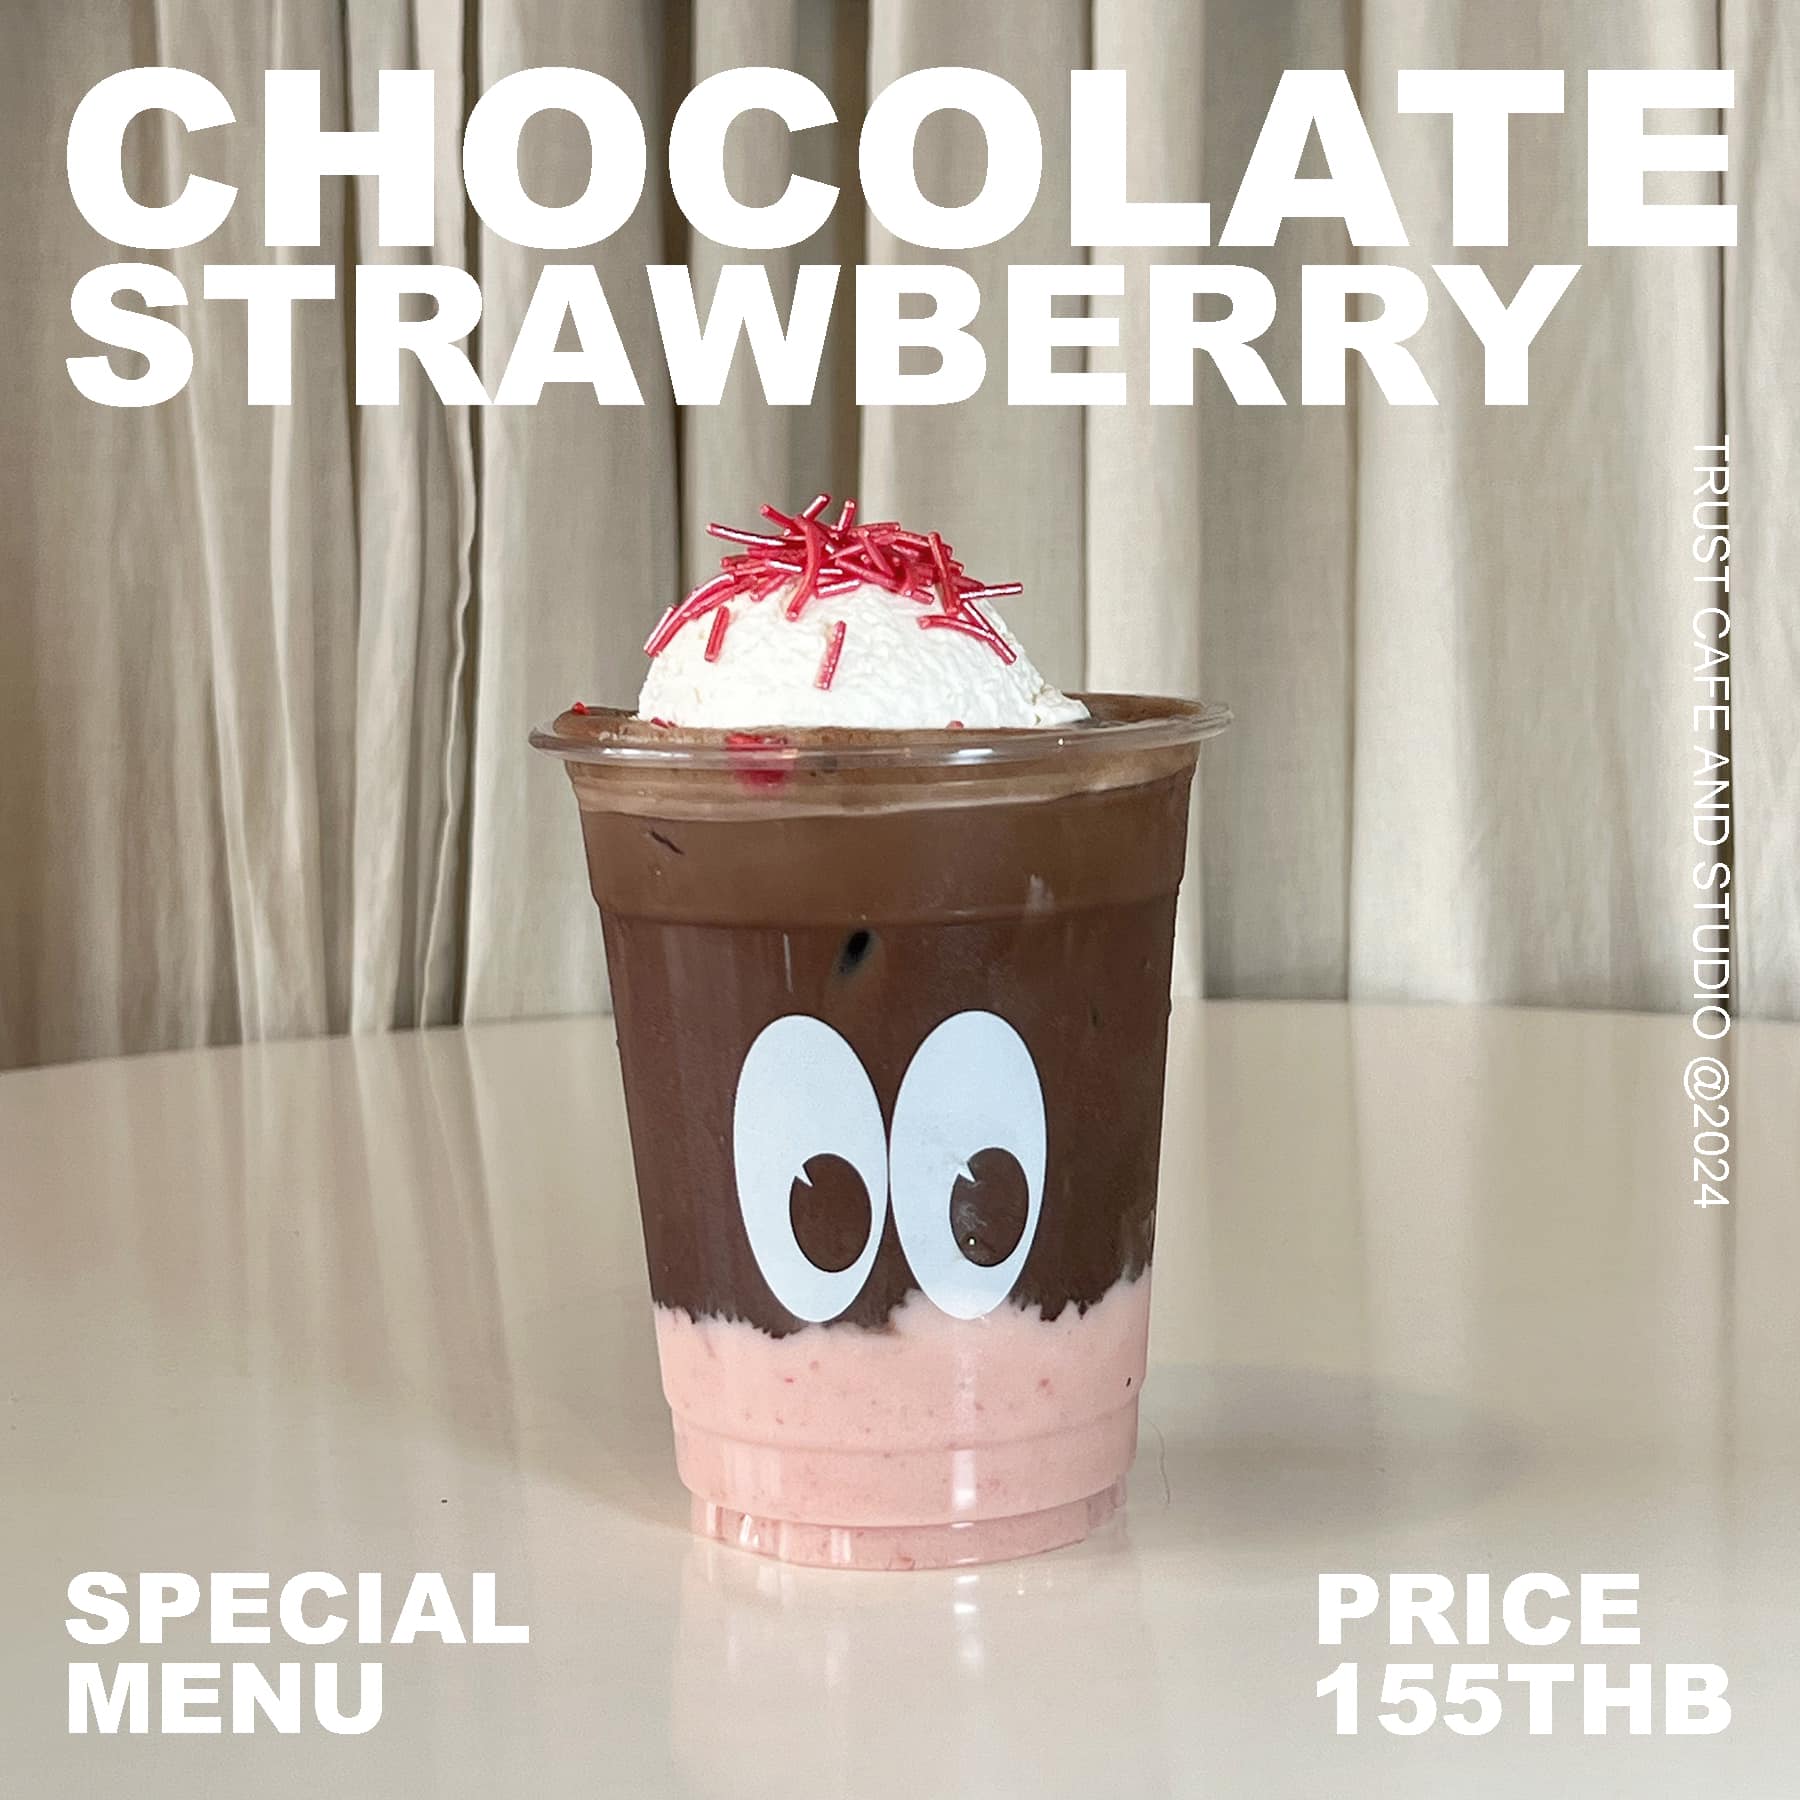 CHOCOLATE
STRAWBERRY
TRUST CAFE AND STUDIO @2024
SPECIAL
MENU
PRICE
155THB